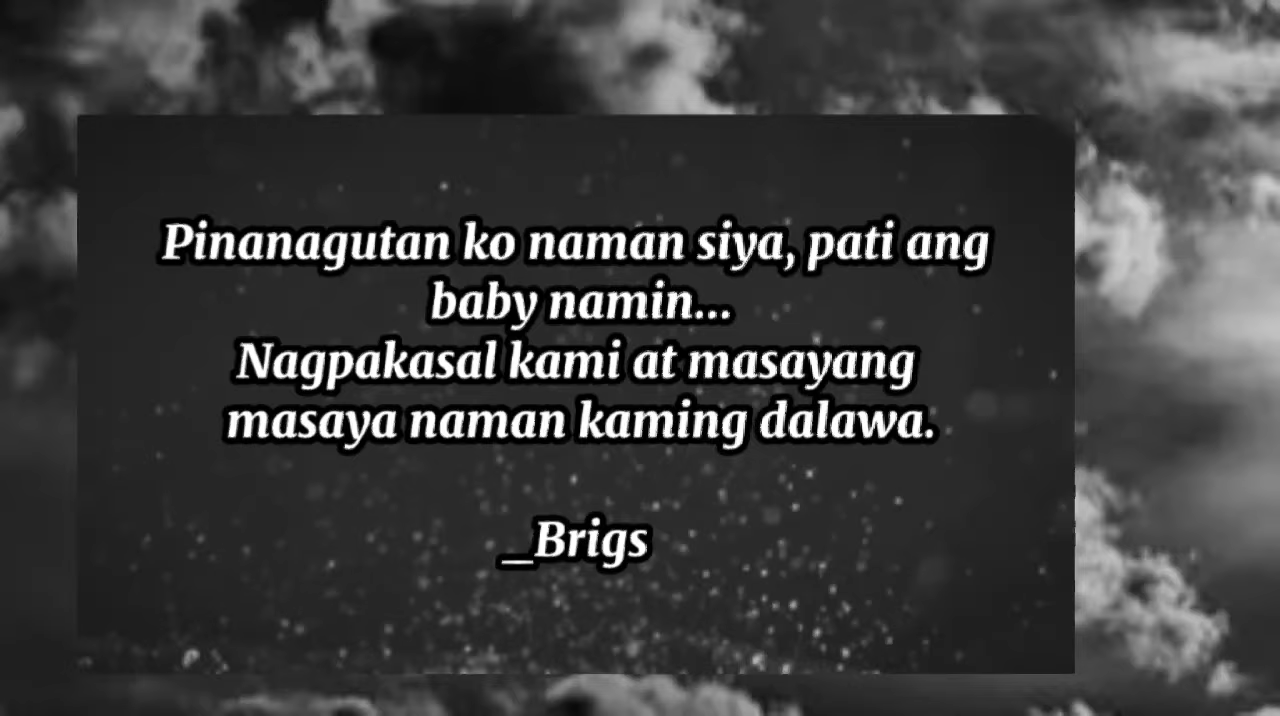 Pinanagutan ko naman siya, pati ang
baby namin...
Nagpakasal kami at masayang
masaya naman kaming dalawa.
_Brigs